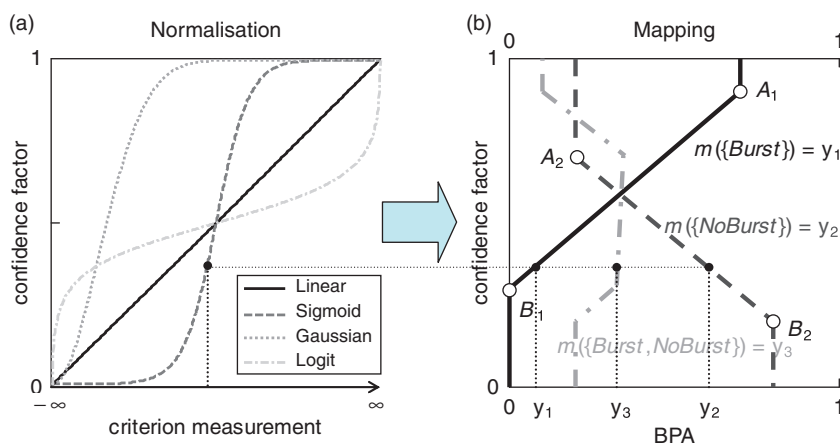 (a)
Normalisation
1
confidence factor
0
−∞
∞
criterion measurement
Linear
Sigmoid
Gaussian
Logit
(b)
Mapping
0
1
1
confidence factor
0
A1
m({Burst}) = y1
A2
m({NoBurst}) = y2
B1
B2
m({Burst,NoBurst}) = y3
0
y1
y3
y2
1
BPA